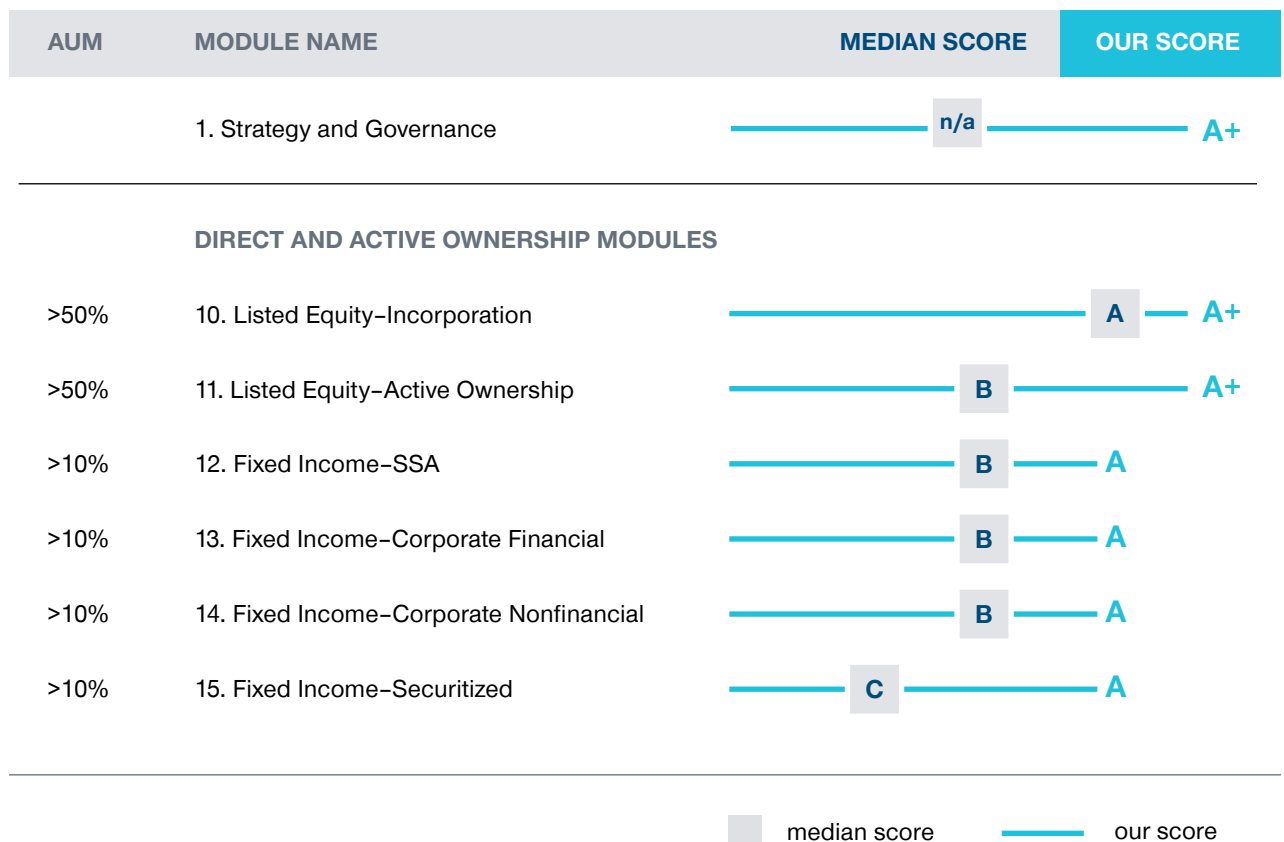 AUM MODULE NAME MEDIAN SCORE OUR SCORE
1. Strategy and Governance n/a A+
DIRECT AND ACTIVE OWNERSHIP MODULES
>50% 10. Listed Equity–Incorporation A A+
>50% 11. Listed Equity–Active Ownership B A+
>10% 12. Fixed Income–SSA B A
>10% 13. Fixed Income–Corporate Financial B A
>10% 14. Fixed Income–Corporate Nonfinancial B A
>10% 15. Fixed Income–Securitized C A
median score our score